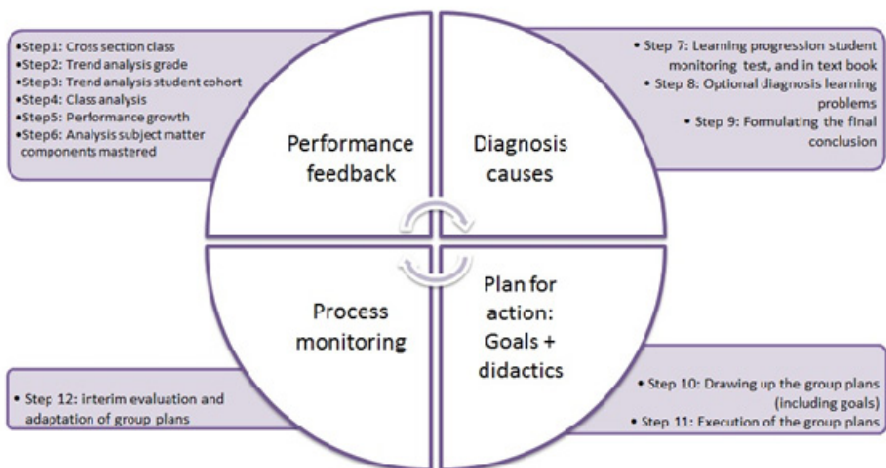 •Step1: Cross section class
•Step2: Trend analysis grade
•Step3: Trend analysis student cohort
•Step4: Class analysis
•Step5: Performance growth
•Step6: Analysis subject matter
components mastered
Performance
feedback
Diagnosis
causes
• Step 7: Learning progression student
monitoring test, and in text book
• Step 8: Optional diagnosis learning
problems
• Step 9: Formulating the final
conclusion
Process
monitoring
Plan for
action:
Goals +
didactics
• Step 12: interim evaluation and
adaptation of group plans
• Step 10: Drawing up the group plans
(including goals)
• Step 11: Execution of the group plans